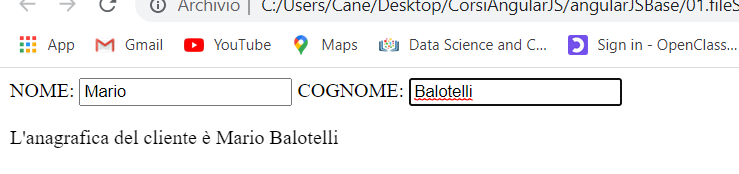 Archivio | C:/Users/Cane/Desktop/CorsiAngularJS/angularJSBase/01.fileS
App Gmail YouTube Maps Data Science and C... Sign in - OpenClass...
NOME: Mario COGNOME: Balotelli
L'anagrafica del cliente è Mario Balotelli